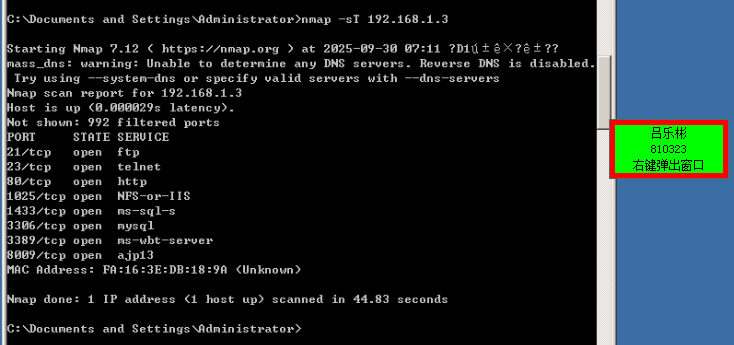 C:\Documents and Settings\Administrator>nmap -sT 192.168.1.3
Starting Nmap 7.12 ( https://nmap.org ) at 2025-09-30 07:11 ?D1ú±ê×?ê±??
mass_dns: warning: Unable to determine any DNS servers. Reverse DNS is disabled.
Try using --system-dns or specify valid servers with --dns-servers
Nmap scan report for 192.168.1.3
Host is up (0.000029s latency).
Not shown: 992 filtered ports
PORT STATE SERVICE
21/tcp open ftp
23/tcp open telnet
80/tcp open http
1025/tcp open NFS-or-IIS
1433/tcp open ms-sql-s
3306/tcp open mysql
3389/tcp open ms-wbt-server
8009/tcp open ajp13
MAC Address: FA:16:3E:DB:18:9A (Unknown)
Nmap done: 1 IP address (1 host up) scanned in 44.83 seconds
C:\Documents and Settings\Administrator>
吕乐彬
810323
右键弹出窗口